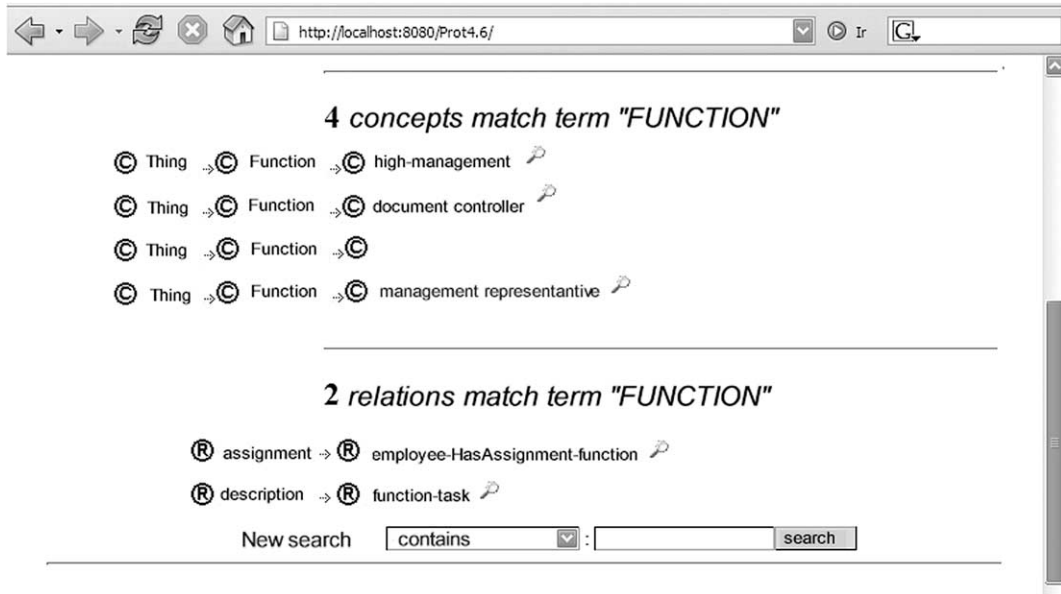 http://localhost:8080/Prot4.6/ Ir G
4 concepts match term "FUNCTION"
© Thing © Function © high-management
© Thing © Function © document controller
© Thing © Function ©
© Thing © Function © management representantive
2 relations match term "FUNCTION"
® assignment ® employee-HasAssignment-function
® description ® function-task
New search contains : search